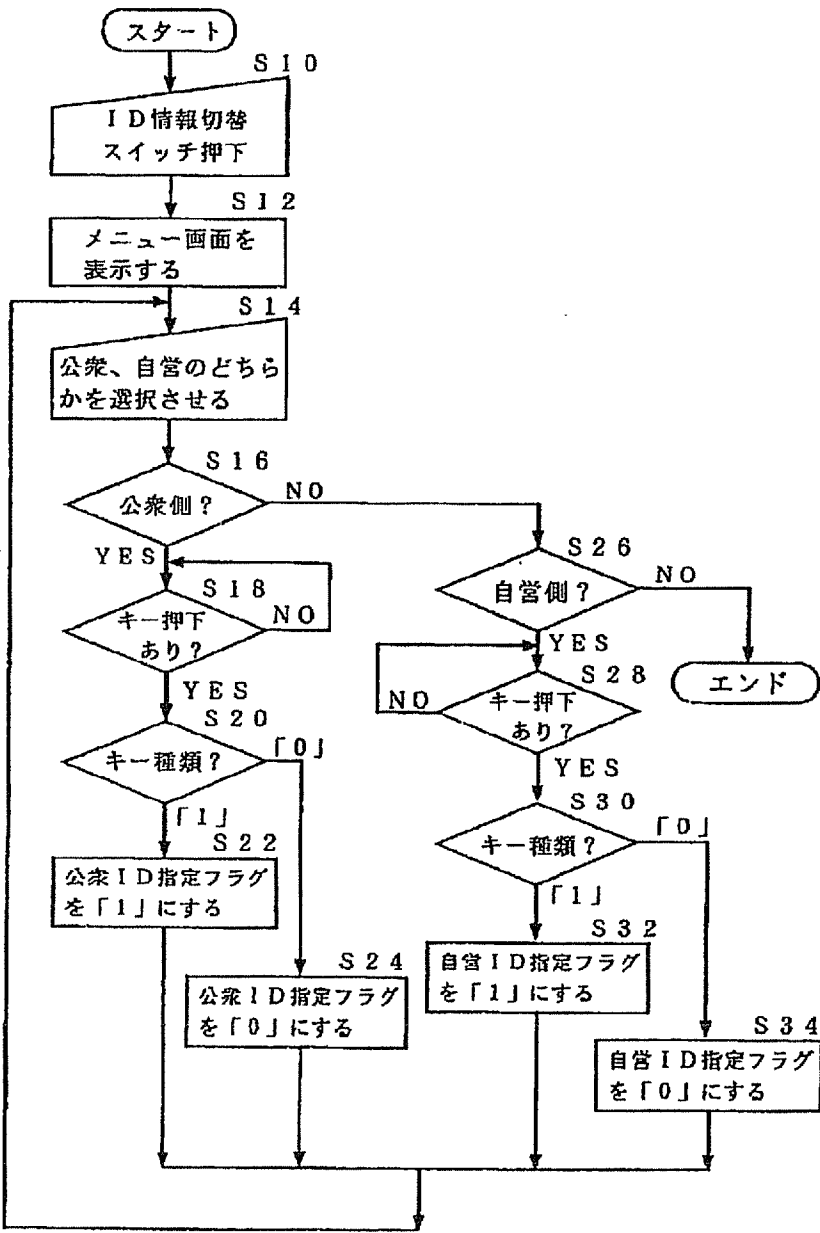 スタート
S10
ID情報切替
スイッチ押下
S12
メニュー画面を
表示する
S14
公衆、自営のどちら
かを選択させる
S16
公衆側?
NO
YES
S18
キー押下
あり?
NO
YES
S20
キー種類?
「0」
「1」
S22
公衆ID指定フラグ
を「1」にする
S24
公衆ID指定フラグ
を「0」にする
S26
自営側?
NO
エンド
YES
S28
キー押下
あり?
NO
YES
S30
キー種類?
「0」
「1」
S32
自営ID指定フラグ
を「1」にする
S34
自営ID指定フラグ
を「0」にする